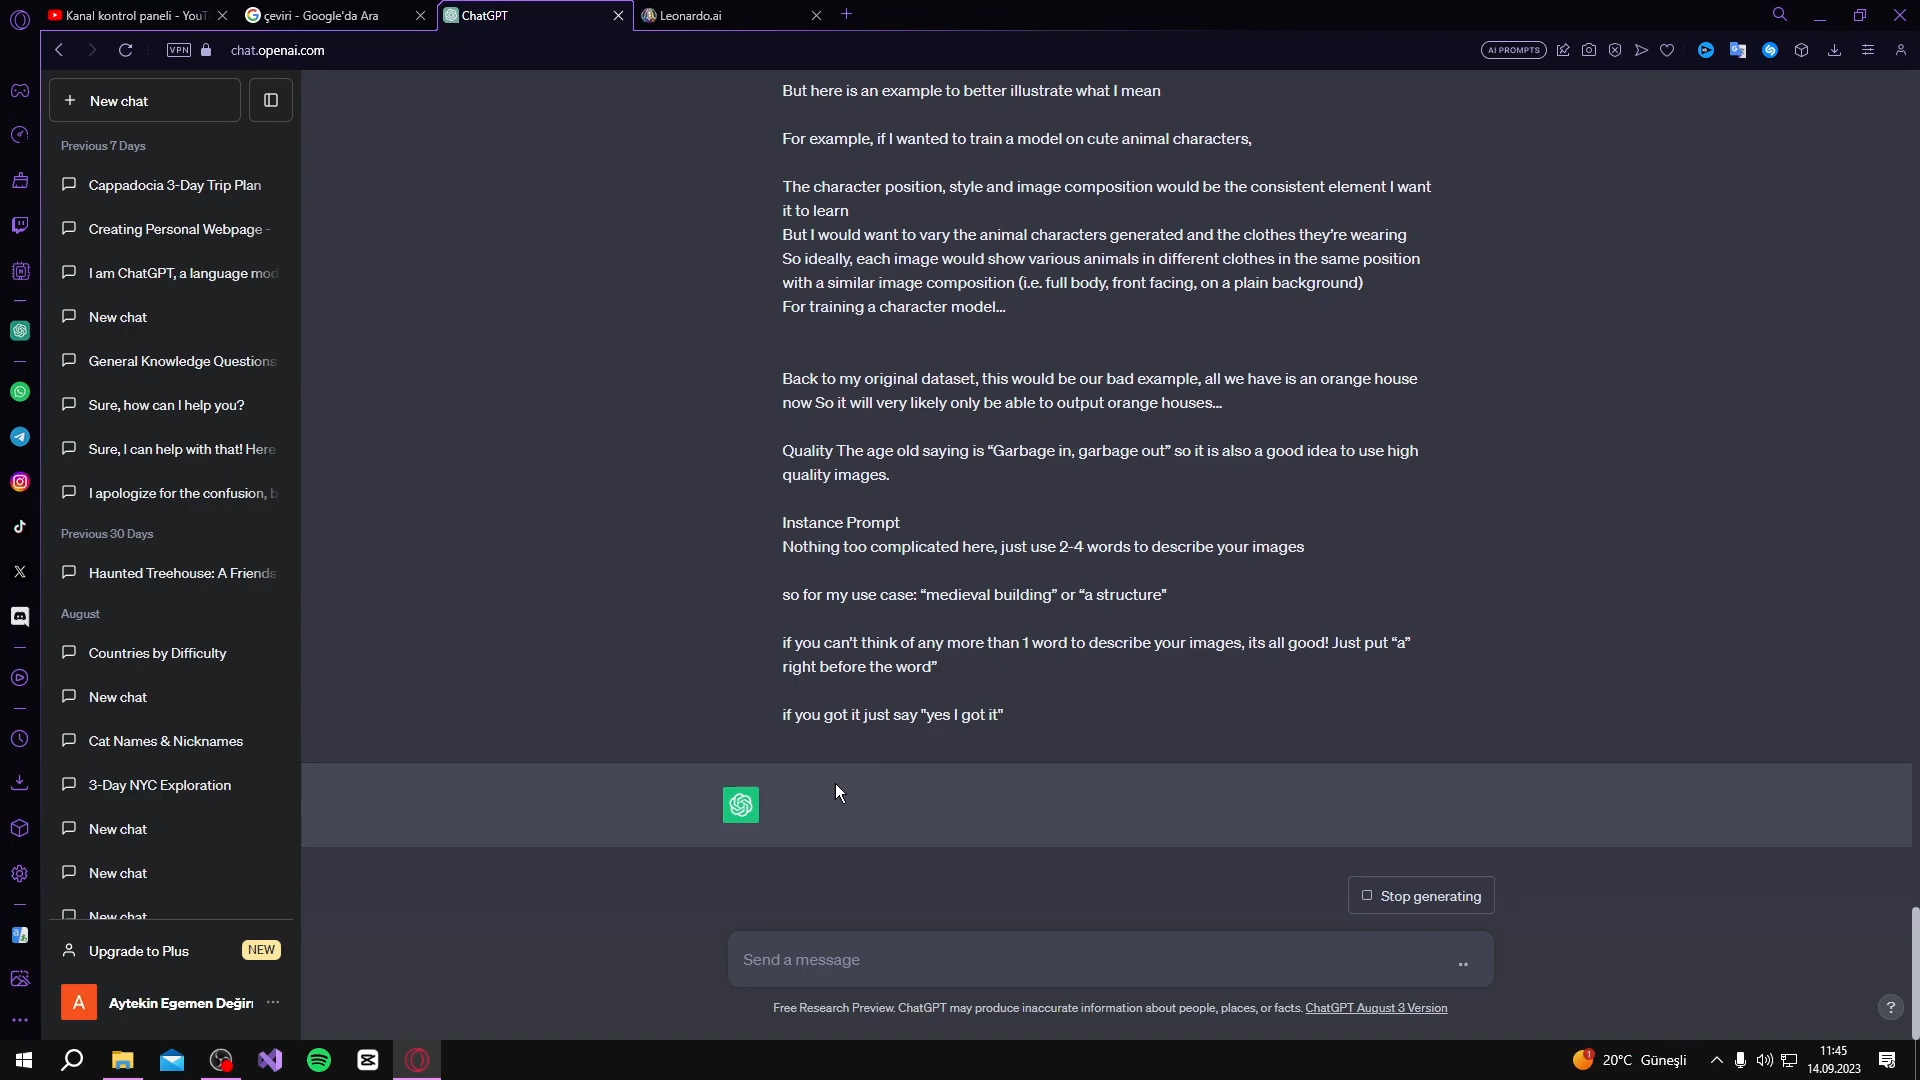 Kanal kontrol paneli - YouT
çeviri - Google'da Ara
ChatGPT
Leonardo.ai
VPN
chat.openai.com
AI PROMPTS
New chat
Previous 7 Days
Cappadocia 3-Day Trip Plan
Creating Personal Webpage -
I am ChatGPT, a language mod
New chat
General Knowledge Questions
Sure, how can I help you?
Sure, I can help with that! Here
I apologize for the confusion, b
Previous 30 Days
Haunted Treehouse: A Friends
August
Countries by Difficulty
New chat
Cat Names & Nicknames
3-Day NYC Exploration
New chat
New chat
New chat
Upgrade to Plus
NEW
A
Aytekin Egemen Değirı
But here is an example to better illustrate what I mean
For example, if I wanted to train a model on cute animal characters,
The character position, style and image composition would be the consistent element I want
it to learn
But I would want to vary the animal characters generated and the clothes they're wearing
So ideally, each image would show various animals in different clothes in the same position
with a similar image composition (i.e. full body, front facing, on a plain background)
For training a character model...
Back to my original dataset, this would be our bad example, all we have is an orange house
now So it will very likely only be able to output orange houses...
Quality The age old saying is “Garbage in, garbage out” so it is also a good idea to use high
quality images.
Instance Prompt
Nothing too complicated here, just use 2-4 words to describe your images
so for my use case: “medieval building” or “a structure"
if you can't think of any more than 1 word to describe your images, its all good! Just put “a”
right before the word”
if you got it just say "yes I got it"
Stop generating
Send a message
Free Research Preview. ChatGPT may produce inaccurate information about people, places, or facts. ChatGPT August 3 Version
?
1
20°C Güneşli
11:45
14.09.2023